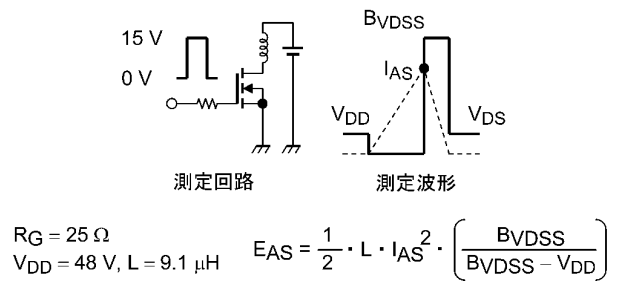 15 V
0 V
測定回路
BVDSS
IAS
VDD
VDS
測定波形
RG = 25 Ω
VDD = 48 V, L = 9.1 μH
EAS = 1/2 · L · IAS² · (BVDSS / (BVDSS − VDD))